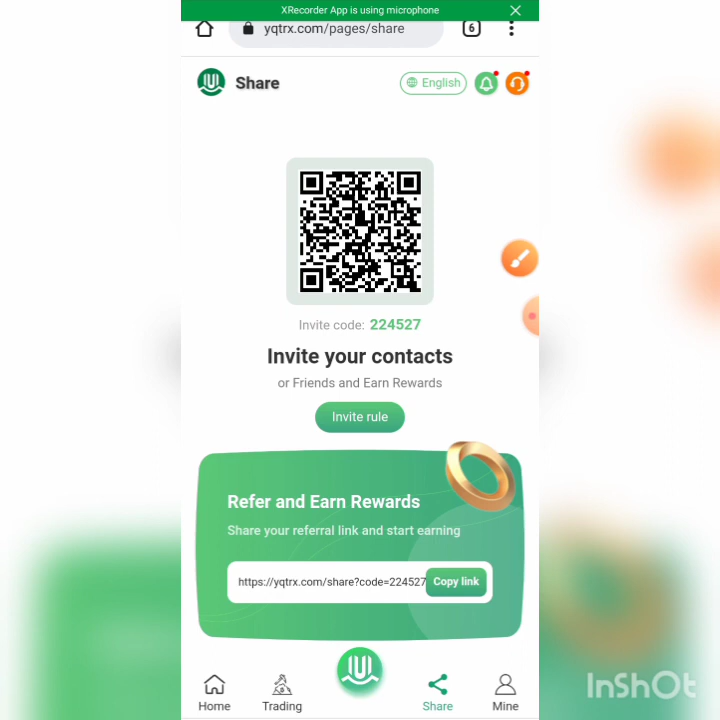 XRecorder App is using microphone
yqtrx.com/pages/share
6
Share
English
Invite code: 224527
Invite your contacts
or Friends and Earn Rewards
Invite rule
Refer and Earn Rewards
Share your referral link and start earning
https://yqtrx.com/share?code=224527
Copy link
Home
Trading
Share
Mine
InShOt